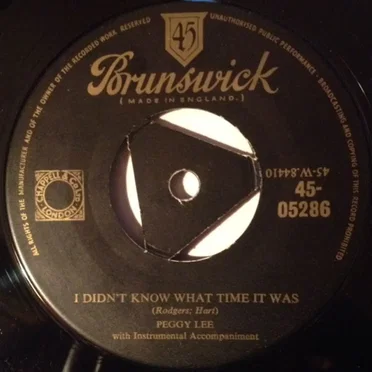 45
Brunswick
( MADE IN ENGLAND. )
ALL RIGHTS OF THE MANUFACTURER AND OF THE OWNER OF THE RECORDED WORK RESERVED
UNAUTHORISED PUBLIC PERFORMANCE, BROADCASTING AND COPYING OF THIS RECORD PROHIBITED
CHAPPELL & Co Ltd
LONDON
45-W.84410
45-
05286
I DIDN'T KNOW WHAT TIME IT WAS
(Rodgers; Hart)
PEGGY LEE
with Instrumental Accompaniment